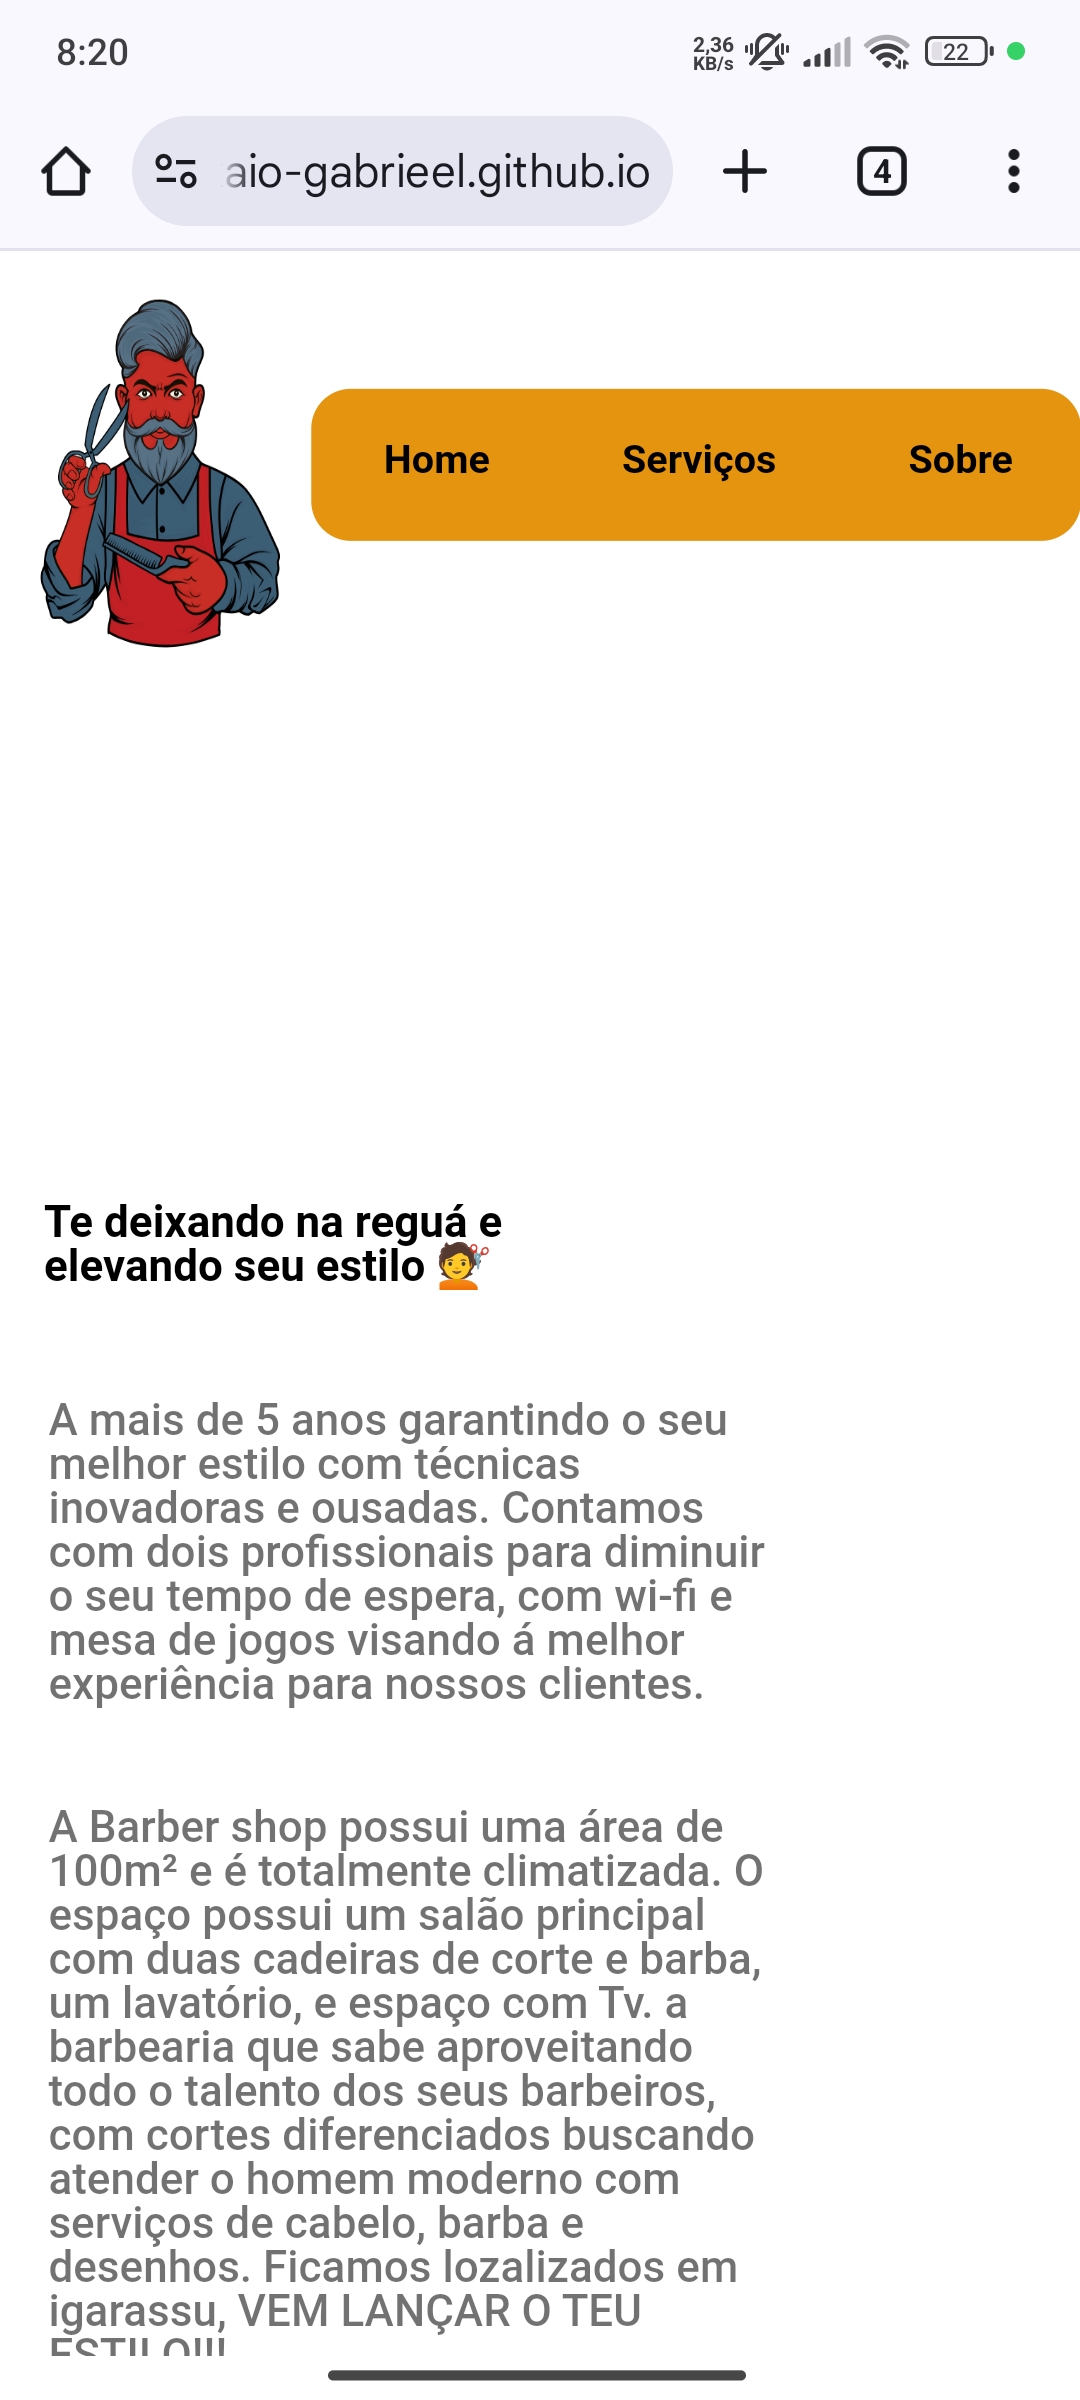 8:20
2,36
KB/s
22
aio-gabrieel.github.io
4
Home Serviços Sobre
Te deixando na reguá e
elevando seu estilo 💇
A mais de 5 anos garantindo o seu
melhor estilo com técnicas
inovadoras e ousadas. Contamos
com dois profissionais para diminuir
o seu tempo de espera, com wi-fi e
mesa de jogos visando á melhor
experiência para nossos clientes.
A Barber shop possui uma área de
100m² e é totalmente climatizada. O
espaço possui um salão principal
com duas cadeiras de corte e barba,
um lavatório, e espaço com Tv. a
barbearia que sabe aproveitando
todo o talento dos seus barbeiros,
com cortes diferenciados buscando
atender o homem moderno com
serviços de cabelo, barba e
desenhos. Ficamos lozalizados em
igarassu, VEM LANÇAR O TEU
ESTILO!!!